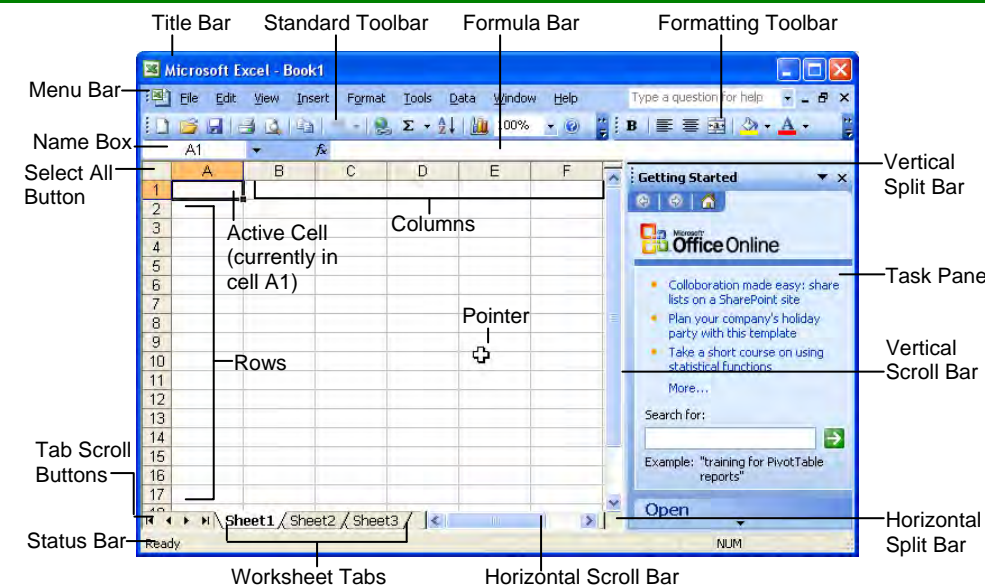 Title Bar Standard Toolbar Formula Bar Formatting Toolbar
Microsoft Excel - Book1
Menu Bar
File Edit View Insert Format Tools Data Window Help
Type a question for help
100%
B
A
Name Box
A1
fx
Select All
Button
A B C D E F
Getting Started
Vertical
Split Bar
1
2
3
4
5
6
7
8
9
10
11
12
13
14
15
16
17
Active Cell
(currently in
cell A1)
Columns
Microsoft
Office Online
Colloboration made easy: share
lists on a SharePoint site
Plan your company's holiday
party with this template
Take a short course on using
statistical functions
More...
Task Pane
Pointer
Rows
Vertical
Scroll Bar
Search for:
Example: "training for PivotTable
reports"
Tab Scroll
Buttons
Open
Sheet1 Sheet2 Sheet3
Horizontal
Split Bar
Status Bar
Ready
NUM
Worksheet Tabs
Horizontal Scroll Bar